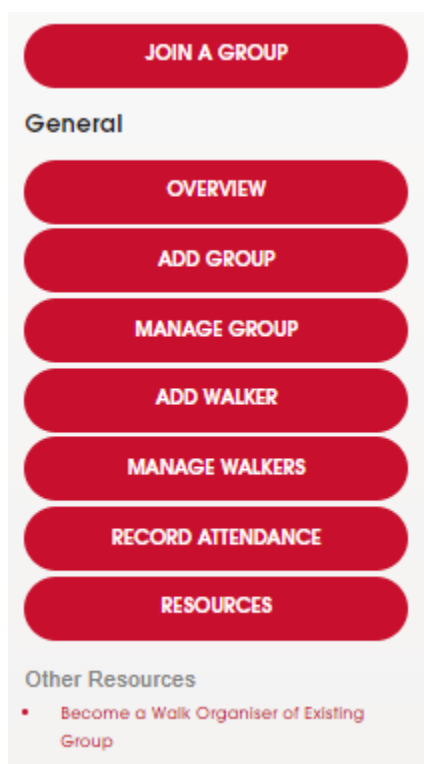 JOIN A GROUP
General
OVERVIEW
ADD GROUP
MANAGE GROUP
ADD WALKER
MANAGE WALKERS
RECORD ATTENDANCE
RESOURCES
Other Resources
Become a Walk Organiser of Existing
Group